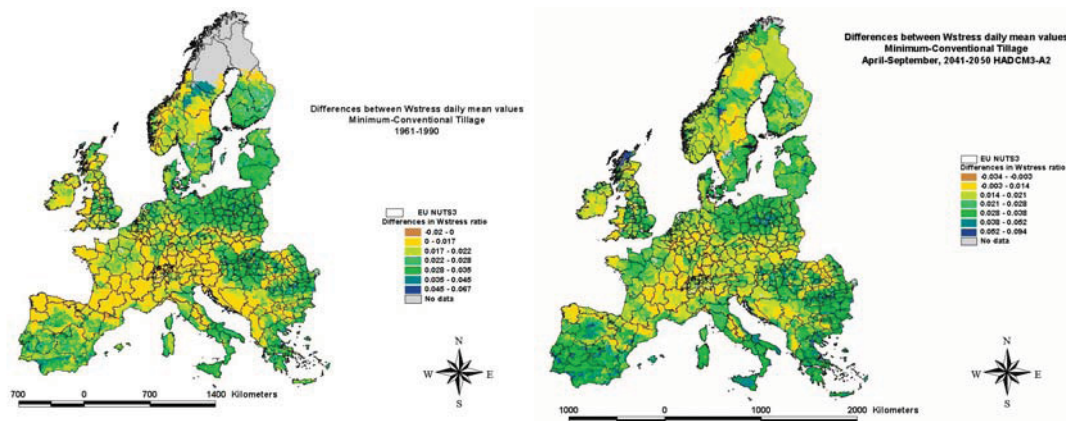 Differences between Wstress daily mean values
Minimum-Conventional Tillage
1961-1990
EU NUTS3
Differences in Wstress ratio
-0.02 - 0
0 - 0.017
0.017 - 0.022
0.022 - 0.028
0.028 - 0.035
0.035 - 0.045
0.045 - 0.067
No data
N
W E
S
700 0 700 1400 Kilometers
Differences between Wstress daily mean values
Minimum-Conventional Tillage
April-September, 2041-2050 HADCM3-A2
EU NUTS3
Differences in Wstress ratio
-0.034 - -0.003
-0.003 - 0.014
0.014 - 0.021
0.021 - 0.028
0.028 - 0.038
0.038 - 0.052
0.052 - 0.094
No data
N
W E
S
1000 0 1000 2000 Kilometers